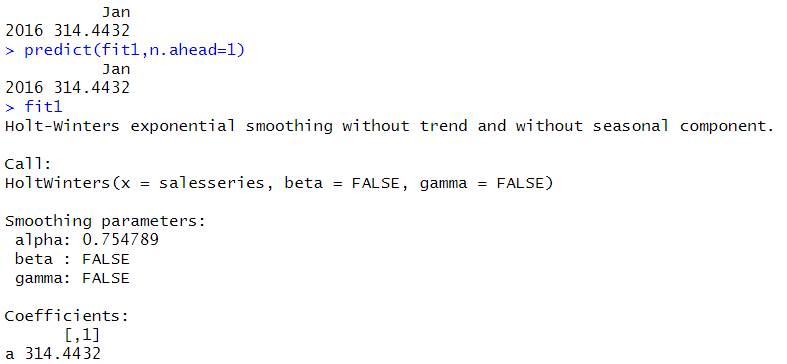 Jan
2016 314.4432
> predict(fit1,n.ahead=1)
Jan
2016 314.4432
> fit1
Holt-Winters exponential smoothing without trend and without seasonal component.
Call:
HoltWinters(x = salesseries, beta = FALSE, gamma = FALSE)
Smoothing parameters:
alpha: 0.754789
beta : FALSE
gamma: FALSE
Coefficients:
[,1]
a 314.4432